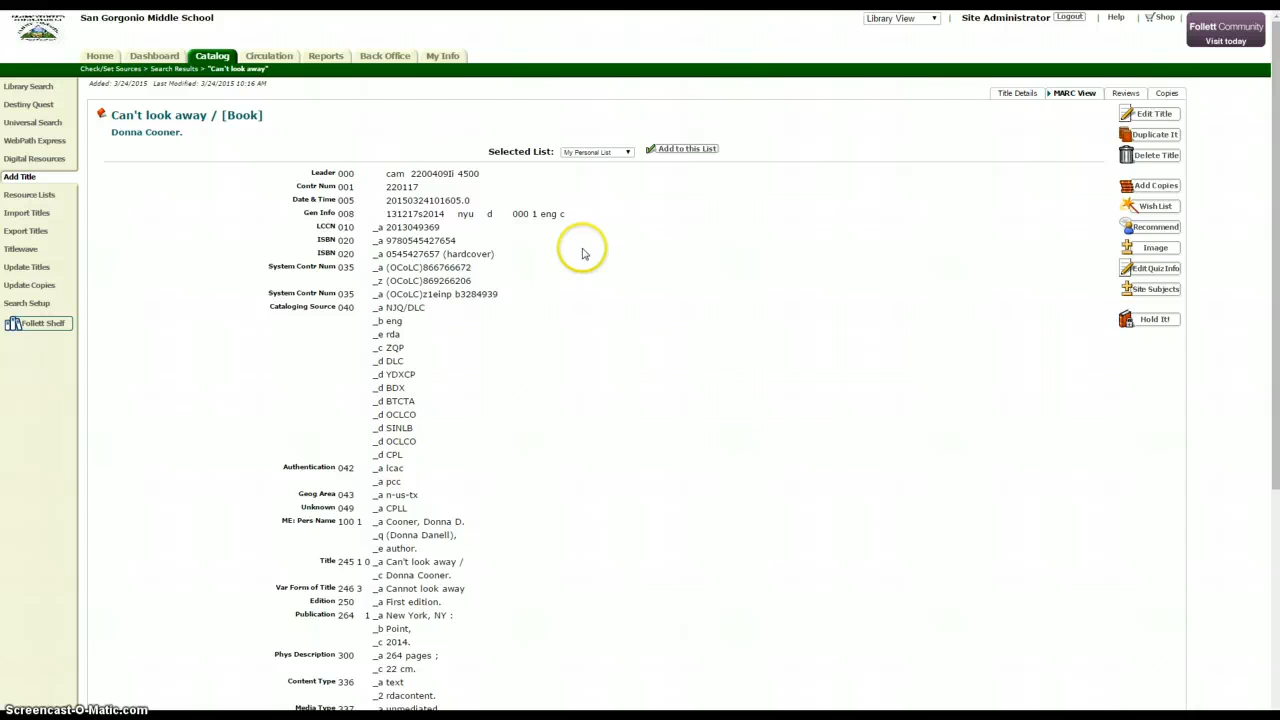 San Gorgonio Middle School
Library View
Site Administrator Logout Help Shop
Follett Community
Visit today
Home Dashboard Catalog Circulation Reports Back Office My Info
Check/Set Sources > Search Results > "Can't look away"
Added: 3/24/2015 Last Modified: 3/24/2015 10:16 AM
Library Search
Destiny Quest
Universal Search
WebPath Express
Digital Resources
Add Title
Resource Lists
Import Titles
Export Titles
Titlewave
Update Titles
Update Copies
Search Setup
Follett Shelf
Title Details MARC View Reviews Copies
Can't look away / [Book]
Donna Cooner.
Selected List: My Personal List Add to this List
Edit Title
Duplicate It
Delete Title
Add Copies
Wish List
Recommend
Image
Edit Quiz Info
Site Subjects
Hold It!
Leader 000 cam 2200409Ii 4500
Contr Num 001 220117
Date & Time 005 20150324101605.0
Gen Info 008 131217s2014 nyu d 000 1 eng c
LCCN 010 _a 2013049369
ISBN 020 _a 9780545427654
ISBN 020 _a 0545427657 (hardcover)
System Contr Num 035 _a (OCoLC)866766672
_z (OCoLC)869266206
System Contr Num 035 _a (OCoLC)z1einp b3284939
Cataloging Source 040 _a NJQ/DLC
_b eng
_e rda
_c ZQP
_d DLC
_d YDXCP
_d BDX
_d BTCTA
_d OCLCO
_d SINLB
_d OCLCO
_d CPL
Authentication 042 _a lcac
_a pcc
Geog Area 043 _a n-us-tx
Unknown 049 _a CPLL
ME: Pers Name 100 1 _a Cooner, Donna D.
_q (Donna Danell),
_e author.
Title 245 1 0 _a Can't look away /
_c Donna Cooner.
Var Form of Title 246 3 _a Cannot look away
Edition 250 _a First edition.
Publication 264 1 _a New York, NY :
_b Point,
_c 2014.
Phys Description 300 _a 264 pages ;
_c 22 cm.
Content Type 336 _a text
_2 rdacontent.
Media Type 337 _a unmediated
Screencast-O-Matic.com